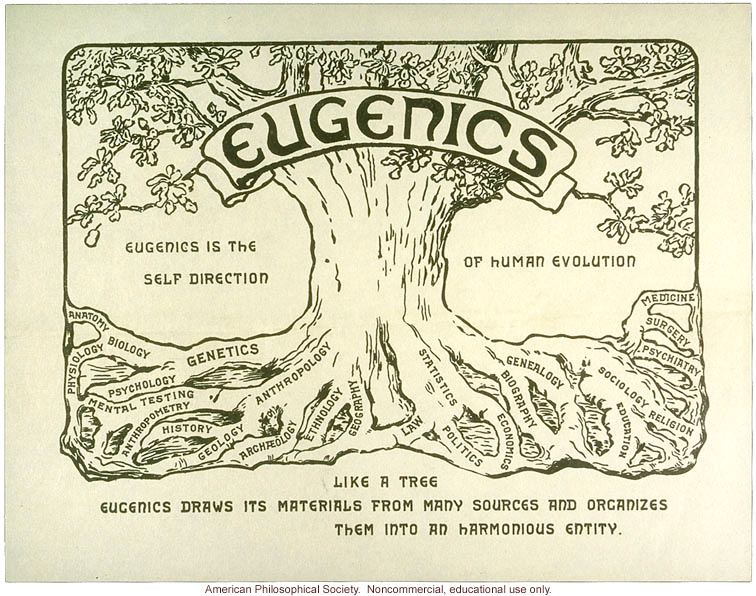 EUGENICS
EUGENICS IS THE
SELF DIRECTION
OF HUMAN EVOLUTION
ANATOMY
PHYSIOLOGY
BIOLOGY
GENETICS
PSYCHOLOGY
MENTAL TESTING
ANTHROPOMETRY
HISTORY
GEOLOGY
ANTHROPOLOGY
ARCHÆOLOGY
ETHNOLOGY
GEOGRAPHY
LAW
STATISTICS
POLITICS
ECONOMICS
BIOGRAPHY
GENEALOGY
EDUCATION
SOCIOLOGY
RELIGION
PSYCHIATRY
SURGERY
MEDICINE
LIKE A TREE
EUGENICS DRAWS ITS MATERIALS FROM MANY SOURCES AND ORGANIZES
THEM INTO AN HARMONIOUS ENTITY.
American Philosophical Society. Noncommercial, educational use only.